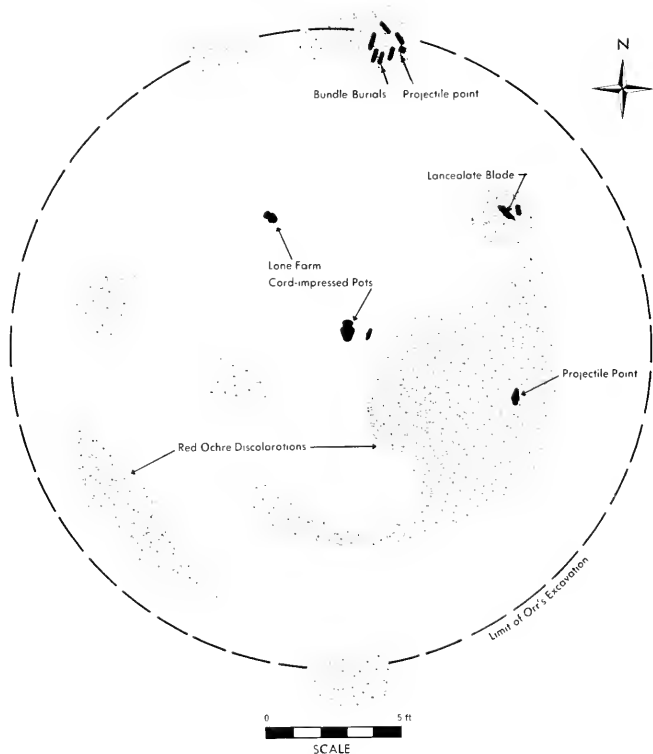 N
Bundle Burials
Projectile point
Lanceolate Blade
Lone Farm
Cord-impressed Pots
Projectile Point
Red Ochre Discolorations
Limit of Orr's Excavation
0
5 ft
SCALE